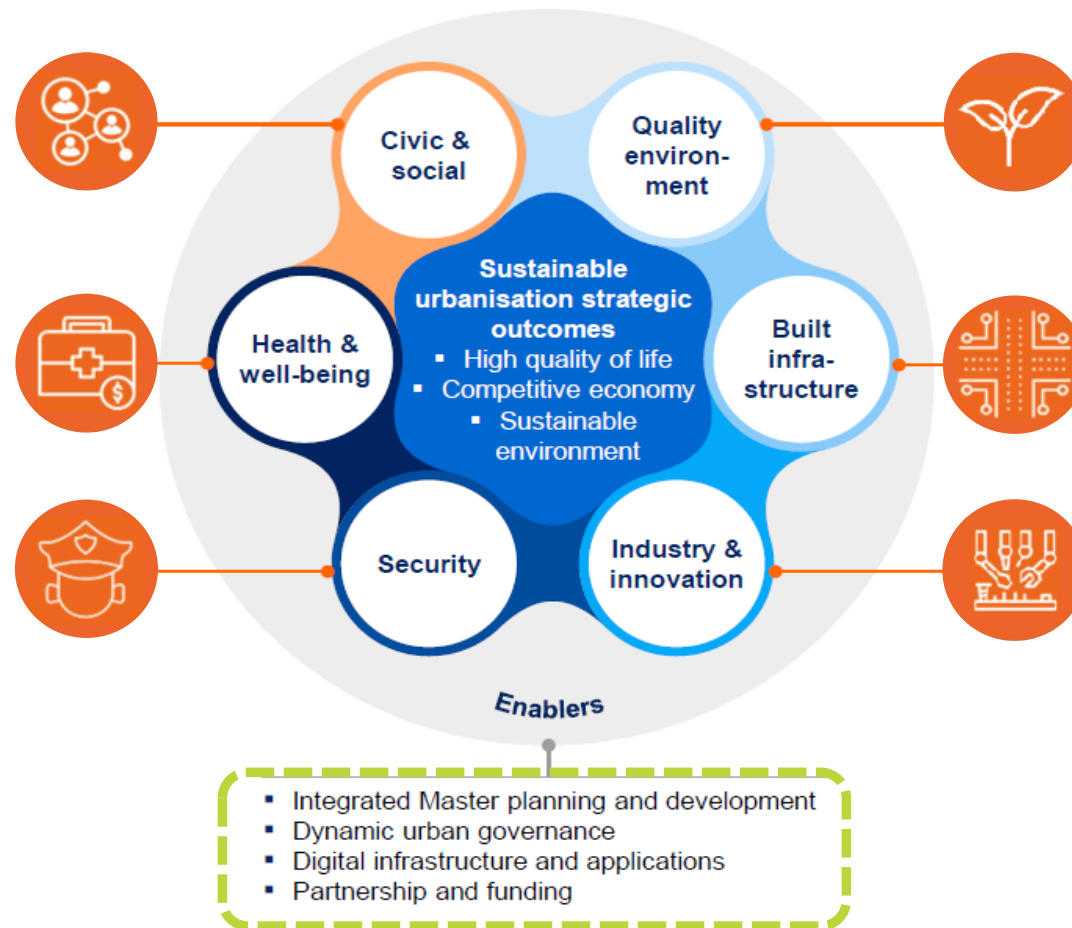 Civic &
social
Quality
environ-
ment
Sustainable
urbanisation strategic
outcomes
▪ High quality of life
▪ Competitive economy
▪ Sustainable
environment
Health &
well-being
Built
infra-
structure
Security
Industry &
innovation
Enablers
▪ Integrated Master planning and development
▪ Dynamic urban governance
▪ Digital infrastructure and applications
▪ Partnership and funding
$